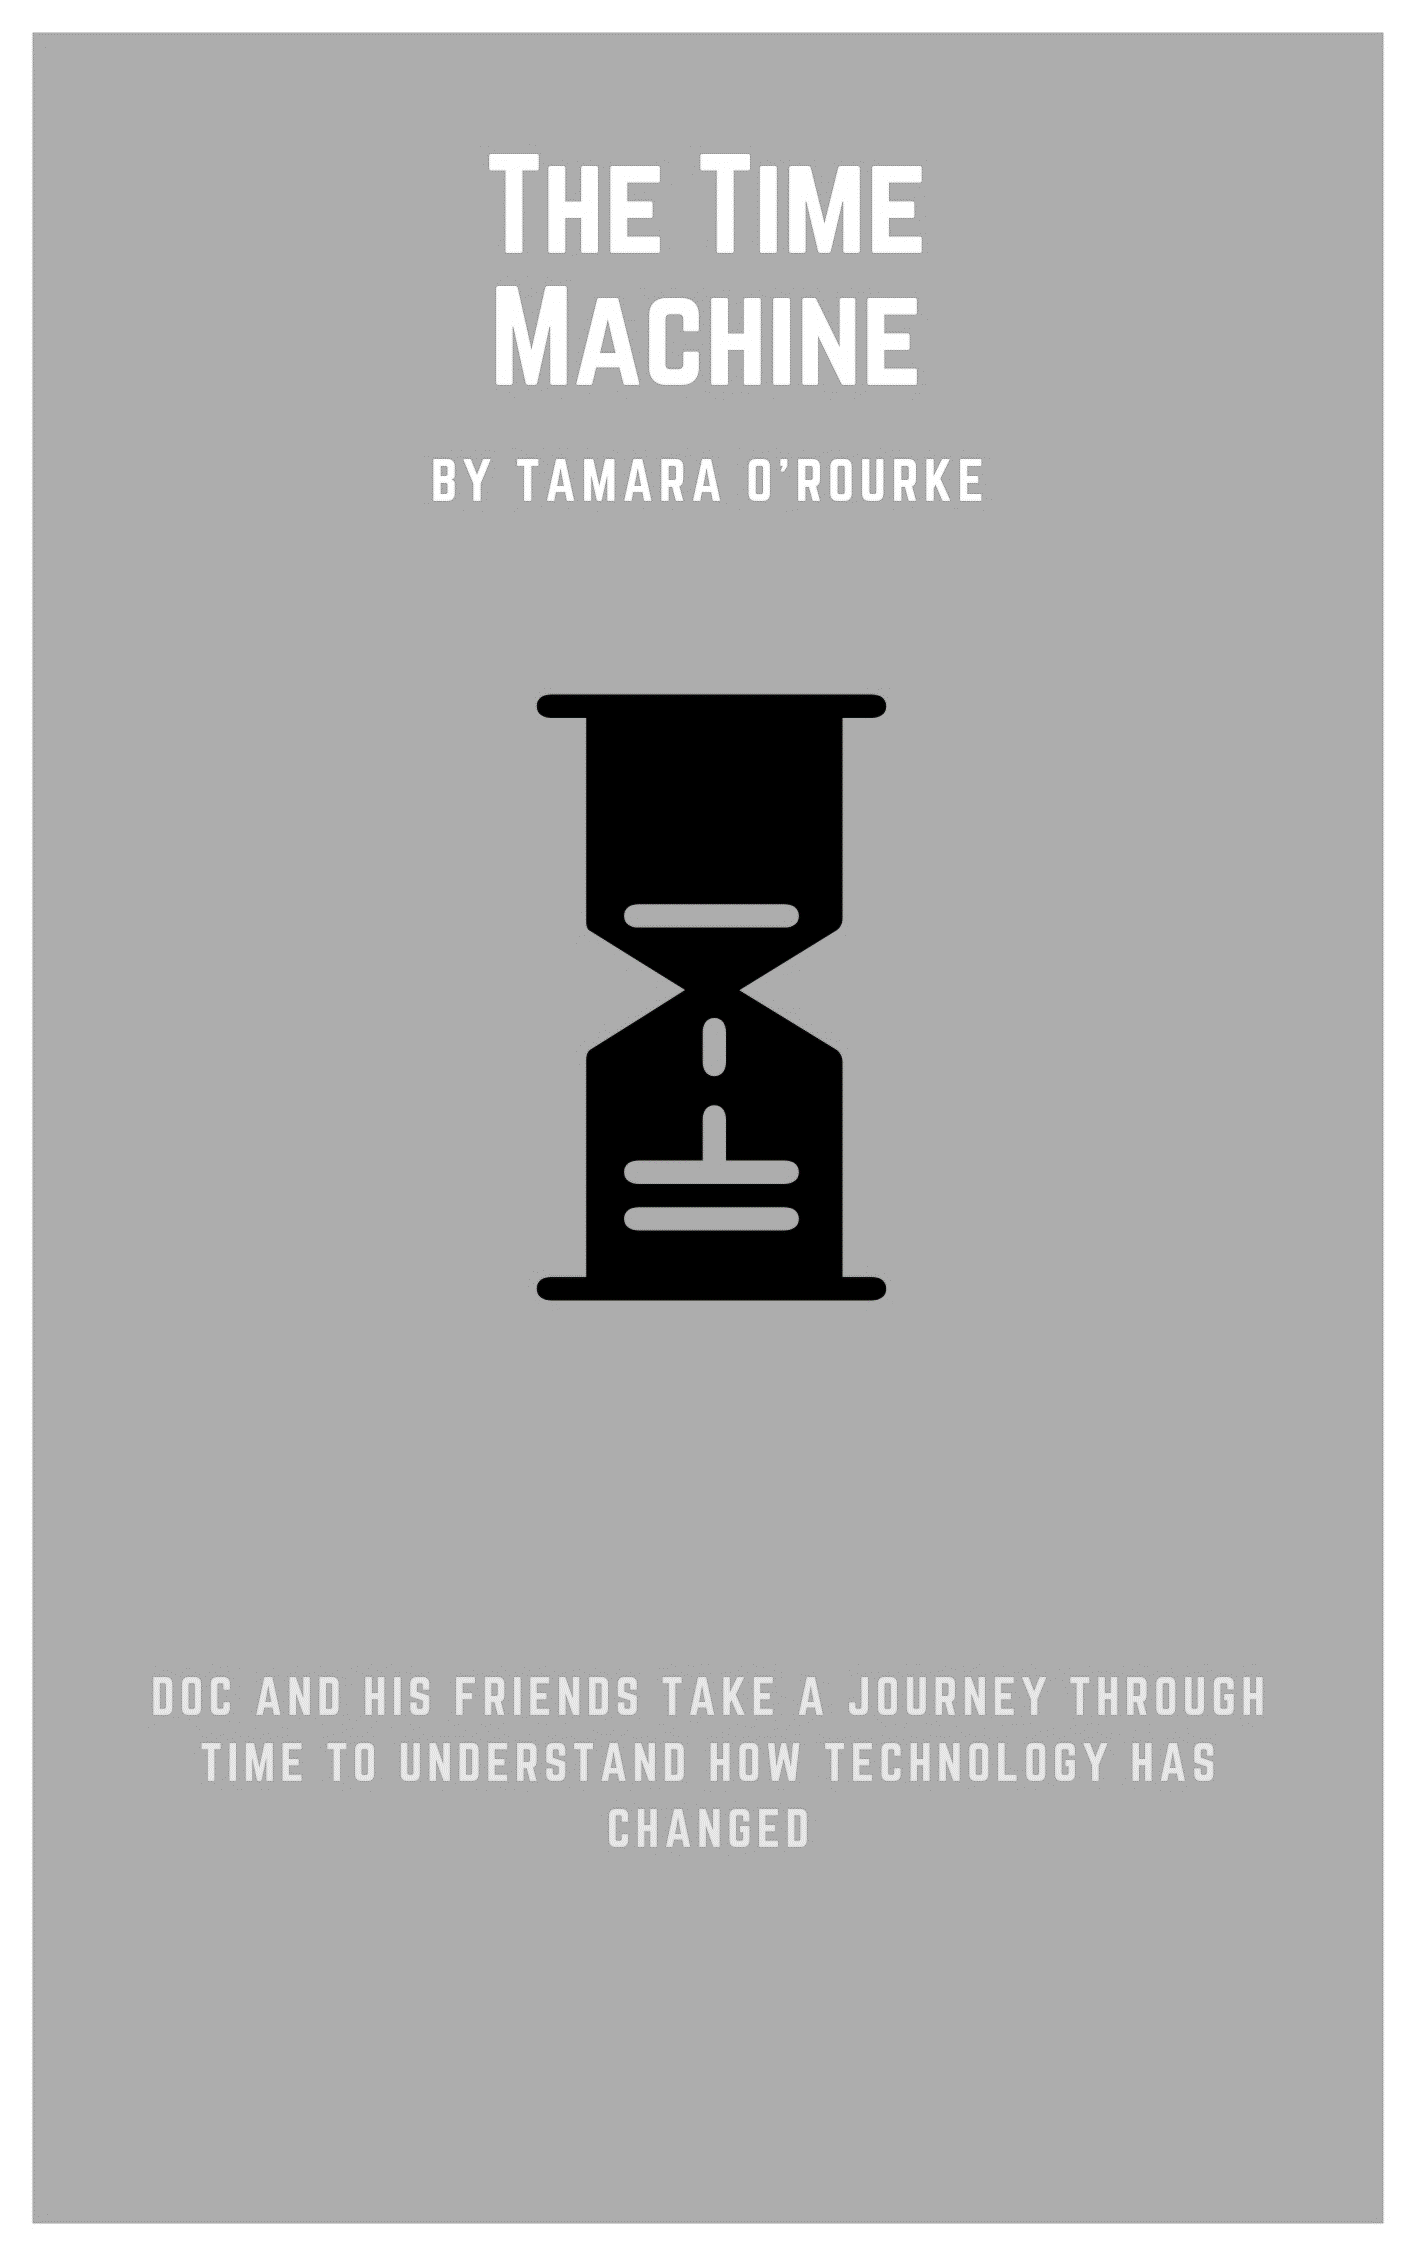 The Time
Machine
BY TAMARA O'ROURKE
DOC AND HIS FRIENDS TAKE A JOURNEY THROUGH
TIME TO UNDERSTAND HOW TECHNOLOGY HAS
CHANGED